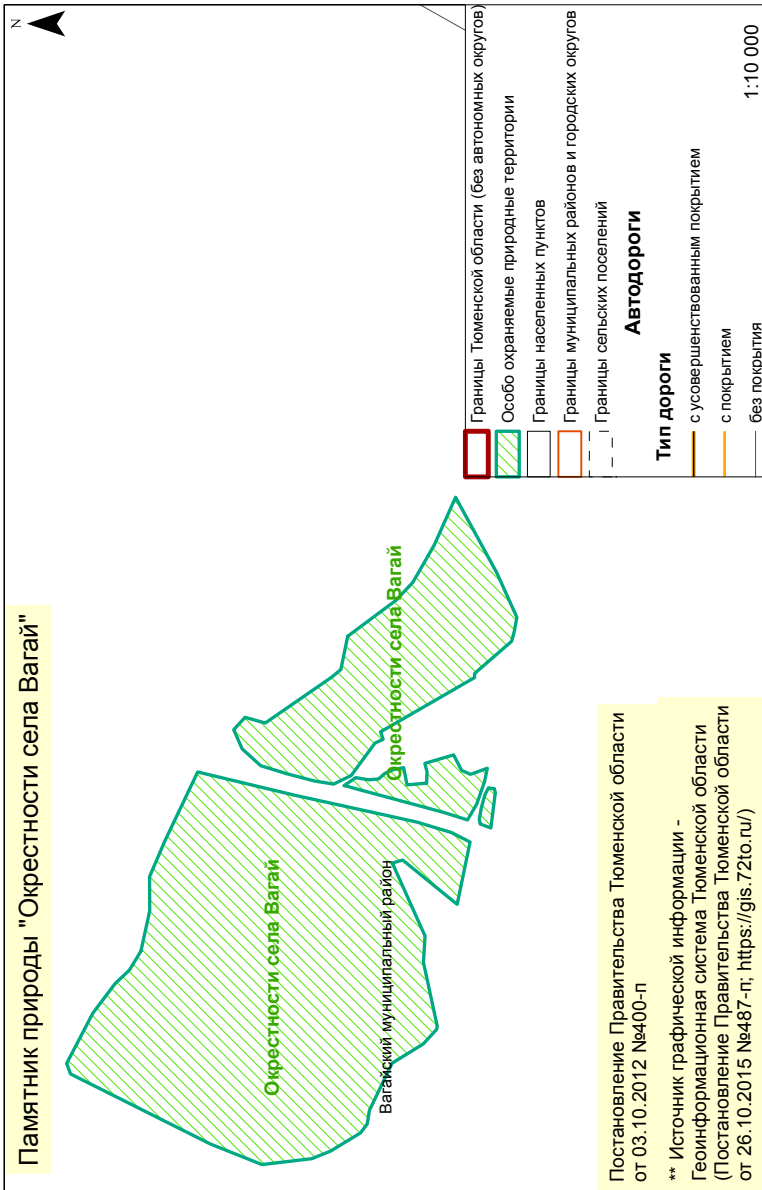 Памятник природы "Окрестности села Вагай"
N
Окрестности села Вагай
Окрестности села Вагай
Вагайский муниципальный район
Постановление Правительства Тюменской области
от 03.10.2012 №400-п
** Источник графической информации -
Геоинформационная система Тюменской области
(Постановление Правительства Тюменской области
от 26.10.2015 №487-п; https://gis.72to.ru/)
Границы Тюменской области (без автономных округов)
Особо охраняемые природные территории
Границы населенных пунктов
Границы муниципальных районов и городских округов
Границы сельских поселений
Автодороги
Тип дороги
с усовершенствованным покрытием
с покрытием
без покрытия
1:10 000